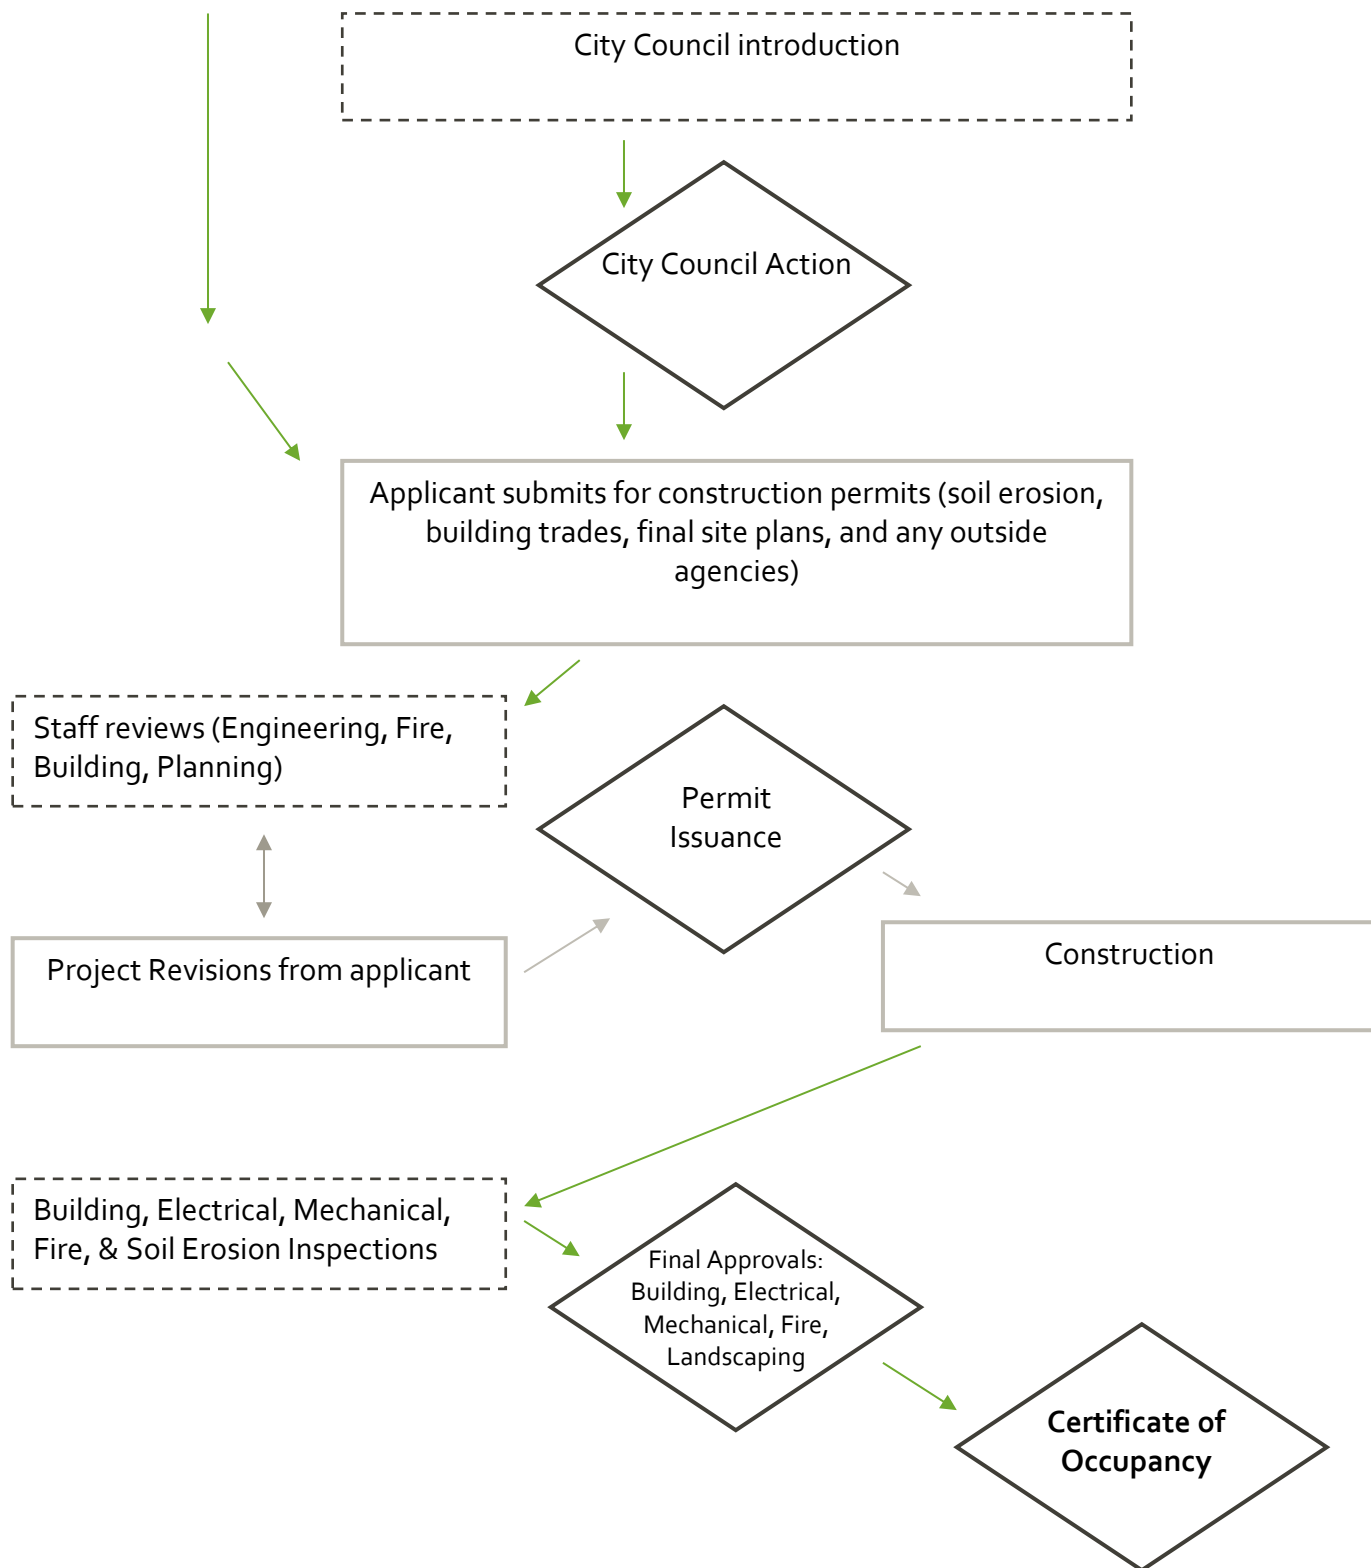 City Council introduction
City Council Action
Applicant submits for construction permits (soil erosion,
building trades, final site plans, and any outside
agencies)
Staff reviews (Engineering, Fire,
Building, Planning)
Permit
Issuance
Project Revisions from applicant
Construction
Building, Electrical, Mechanical,
Fire, & Soil Erosion Inspections
Final Approvals:
Building, Electrical,
Mechanical, Fire,
Landscaping
Certificate of
Occupancy